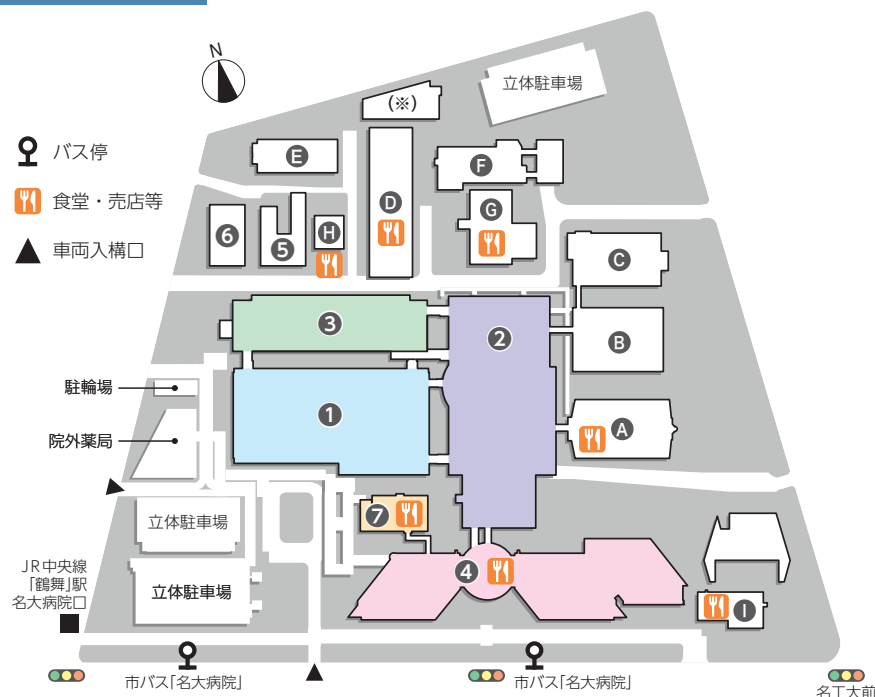 N
バス停
食堂・売店等
車両入構口
立体駐車場
(※)
E
F
D
G
6
5
H
C
3
2
B
1
A
駐輪場
院外薬局
立体駐車場
7
JR中央線
「鶴舞」駅
名大病院口
立体駐車場
4
I
市バス「名大病院」
市バス「名大病院」